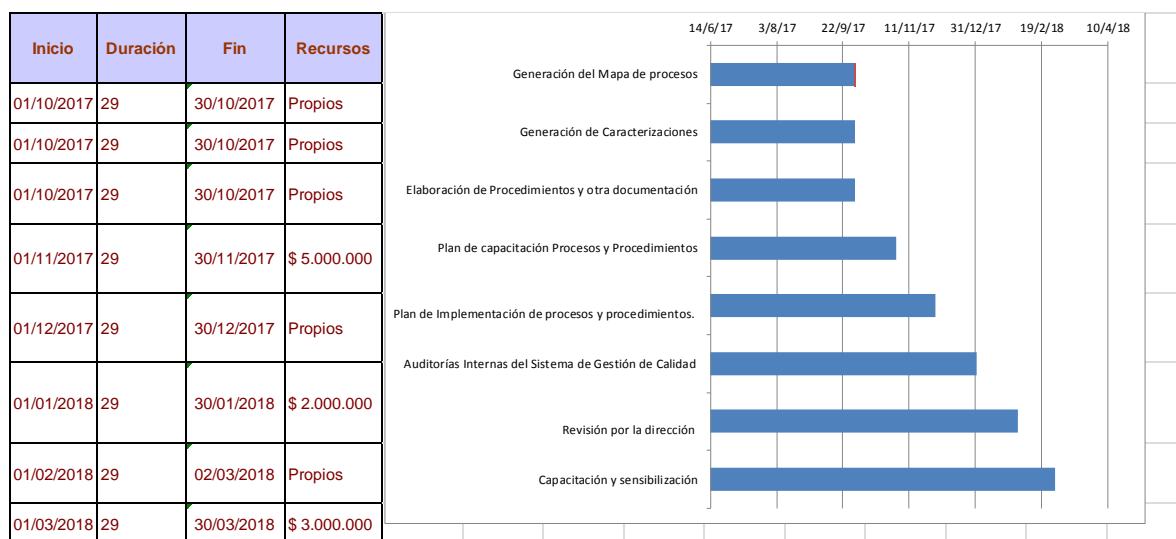 Inicio Duración Fin Recursos
01/10/2017 29 30/10/2017 Propios
01/10/2017 29 30/10/2017 Propios
01/10/2017 29 30/10/2017 Propios
01/11/2017 29 30/11/2017 $ 5.000.000
01/12/2017 29 30/12/2017 Propios
01/01/2018 29 30/01/2018 $ 2.000.000
01/02/2018 29 02/03/2018 Propios
01/03/2018 29 30/03/2018 $ 3.000.000
14/6/17 3/8/17 22/9/17 11/11/17 31/12/17 19/2/18 10/4/18
Generación del Mapa de procesos
Generación de Caracterizaciones
Elaboración de Procedimientos y otra documentación
Plan de capacitación Procesos y Procedimientos
Plan de Implementación de procesos y procedimientos.
Auditorías Internas del Sistema de Gestión de Calidad
Revisión por la dirección
Capacitación y sensibilización